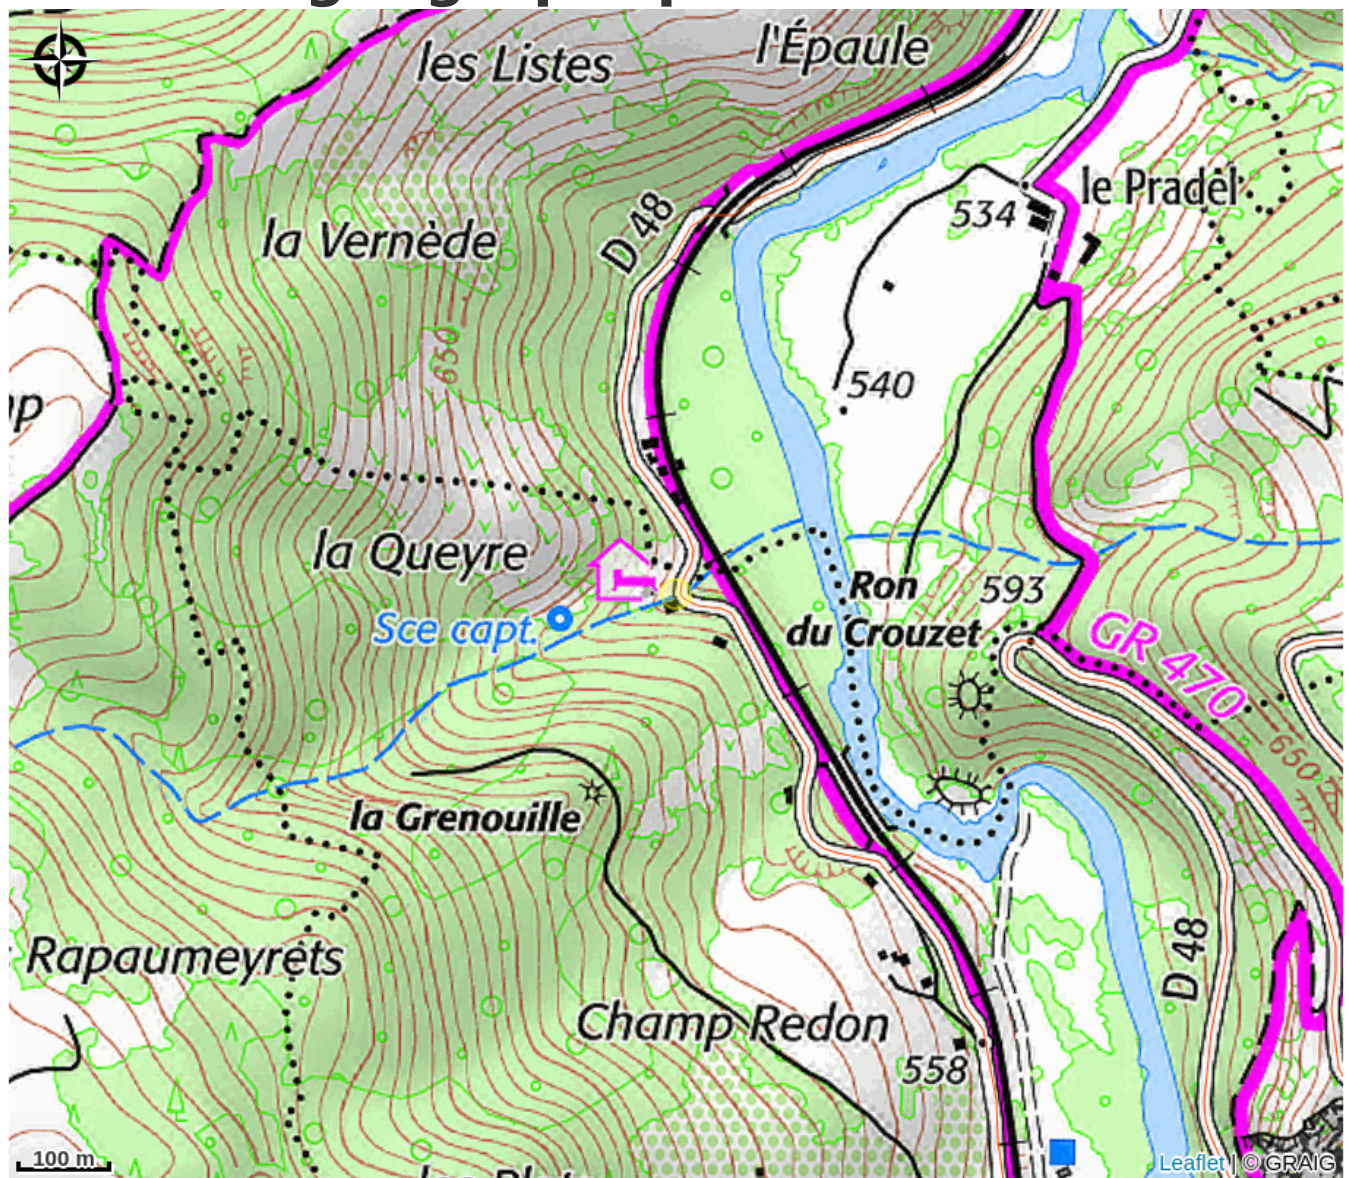 les Listes
l'Épaule
la Vernède
D 48
534
le Pradel
650
540
la Queyre
Sce capt.
Ron
du Crouzet
593
GR 470
650
la Grenouille
Rapaumeyrets
D 48
Champ Redon
558
100 m
Leaflet | © GRAIG